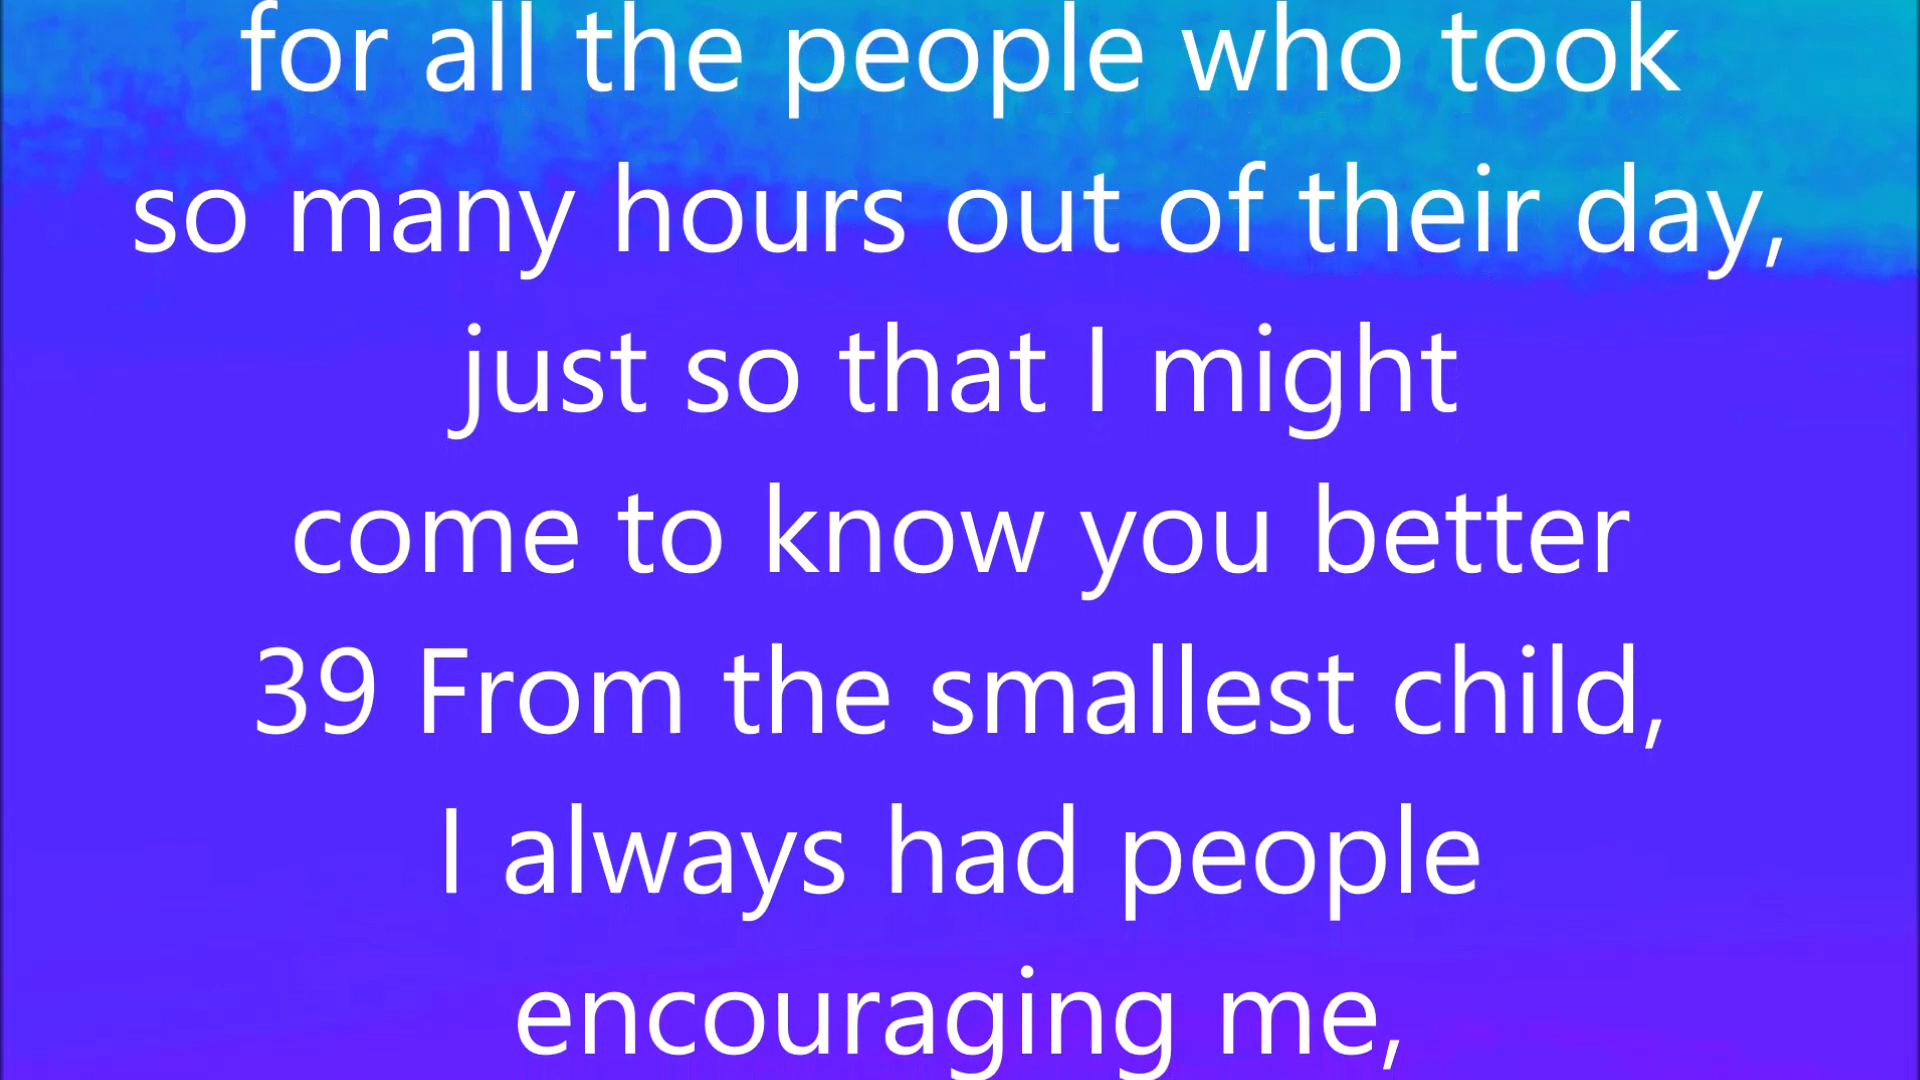 for all the people who took
so many hours out of their day,
just so that I might
come to know you better
39 From the smallest child,
I always had people
encouraging me,